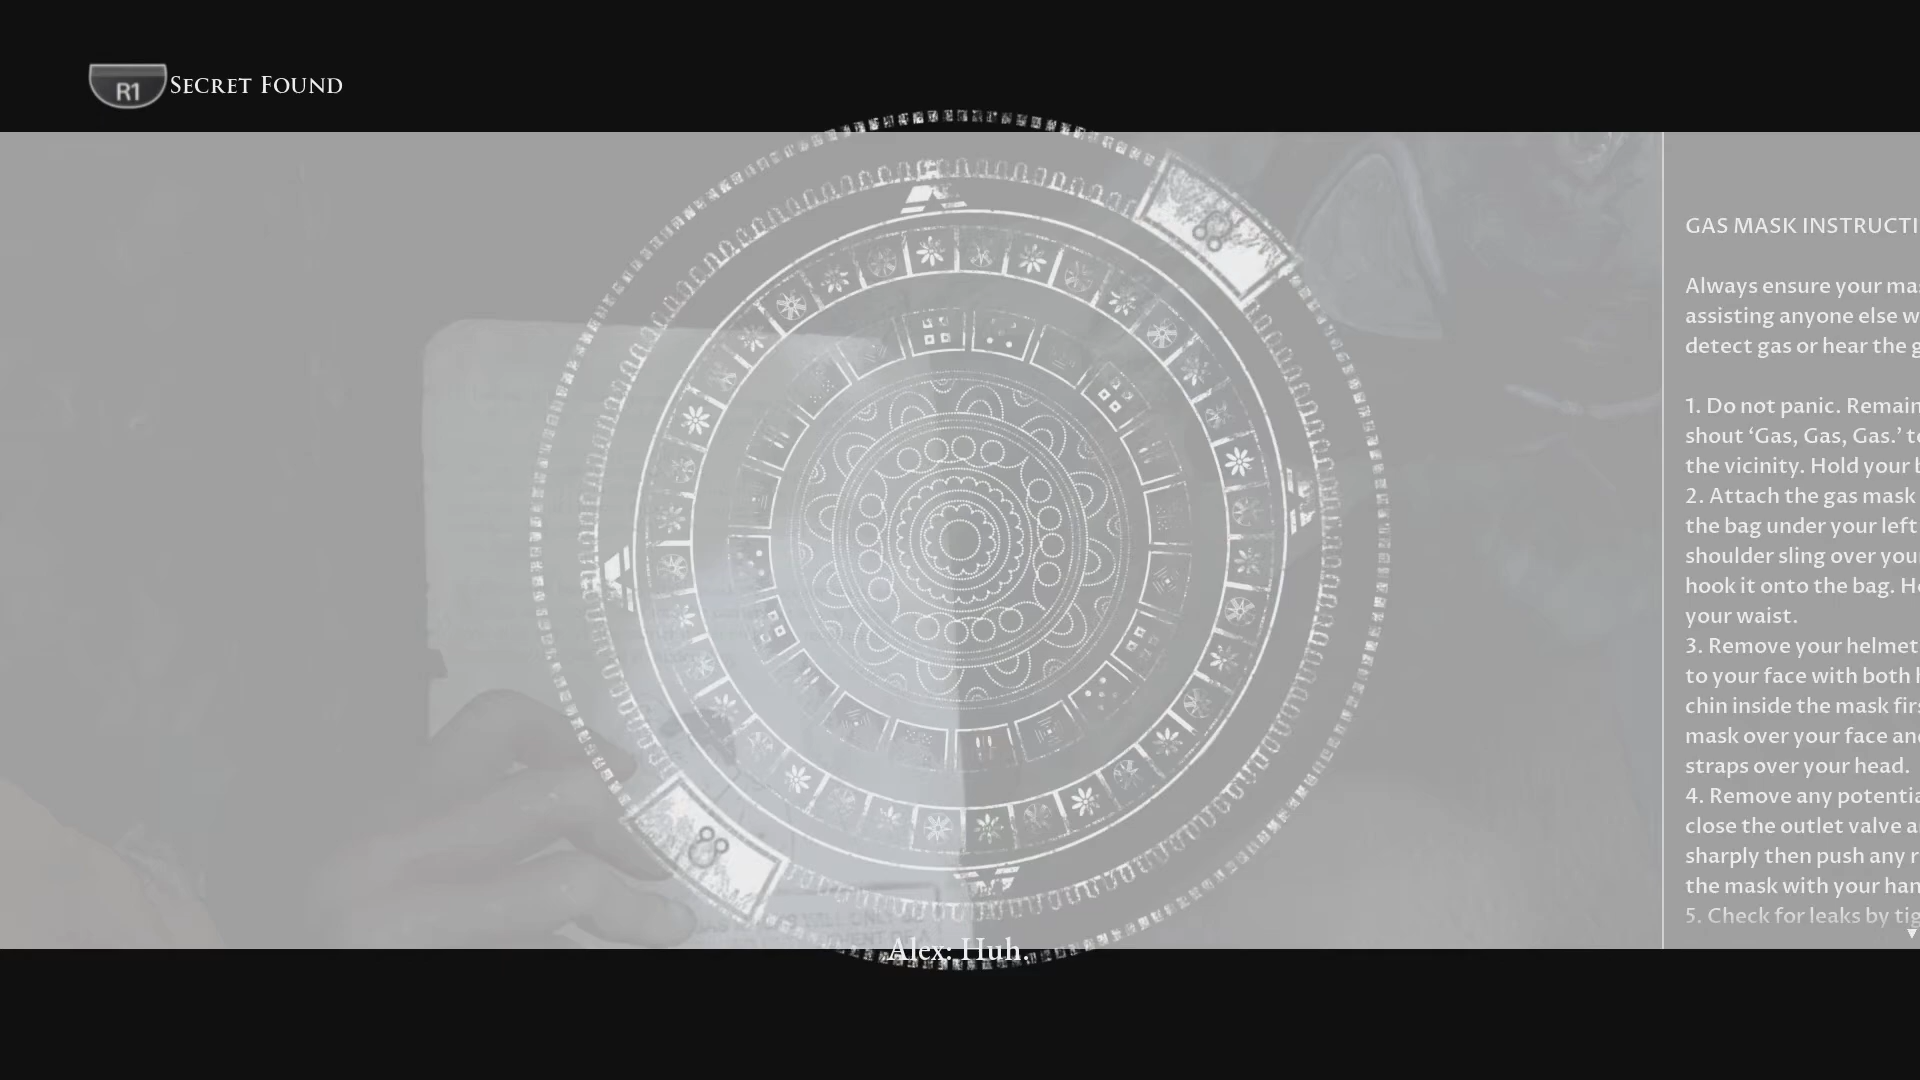 R1 Secret Found
GAS MASK INSTRUCTI
Always ensure your mas
assisting anyone else w
detect gas or hear the g
1. Do not panic. Remain
shout ‘Gas, Gas, Gas.’ to
the vicinity. Hold your b
2. Attach the gas mask
the bag under your left
shoulder sling over your
hook it onto the bag. Ho
your waist.
3. Remove your helmet
to your face with both h
chin inside the mask firs
mask over your face and
straps over your head.
4. Remove any potentia
close the outlet valve a
sharply then push any r
the mask with your han
5. Check for leaks by tig
Alex: Huh.